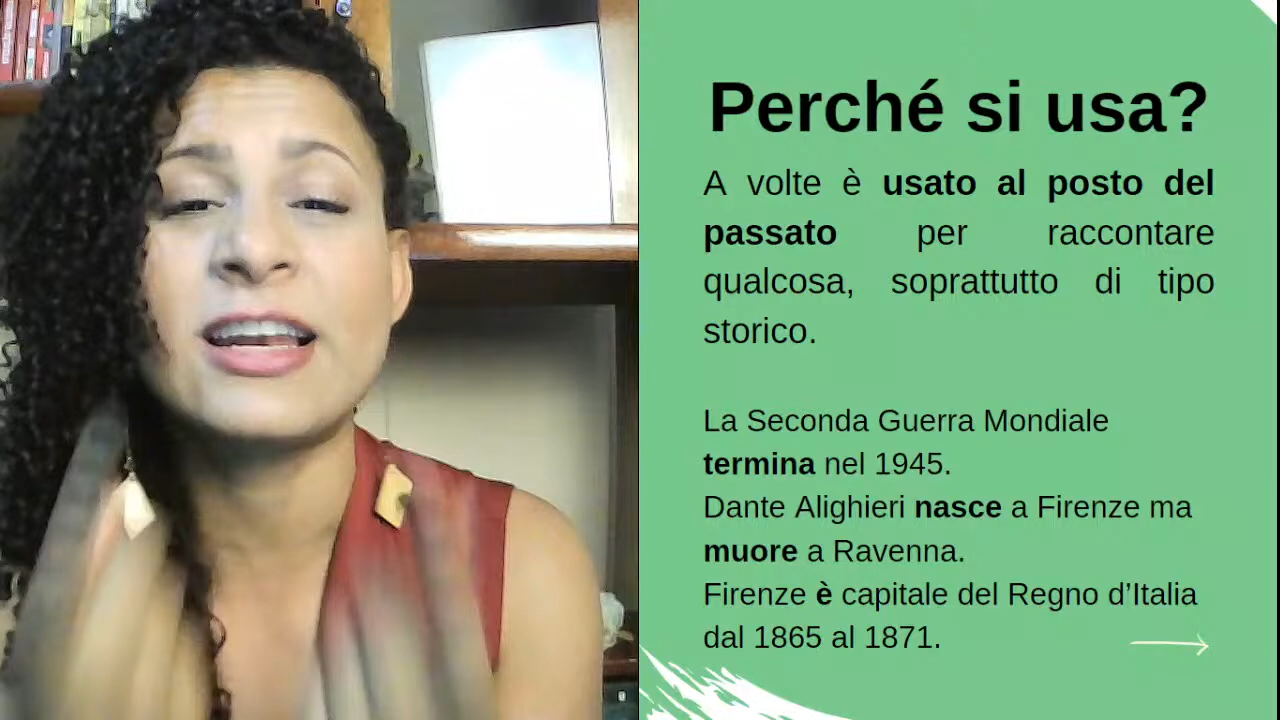 Perché si usa?
A volte è usato al posto del
passato per raccontare
qualcosa, soprattutto di tipo
storico.
La Seconda Guerra Mondiale
termina nel 1945.
Dante Alighieri nasce a Firenze ma
muore a Ravenna.
Firenze è capitale del Regno d’Italia
dal 1865 al 1871.